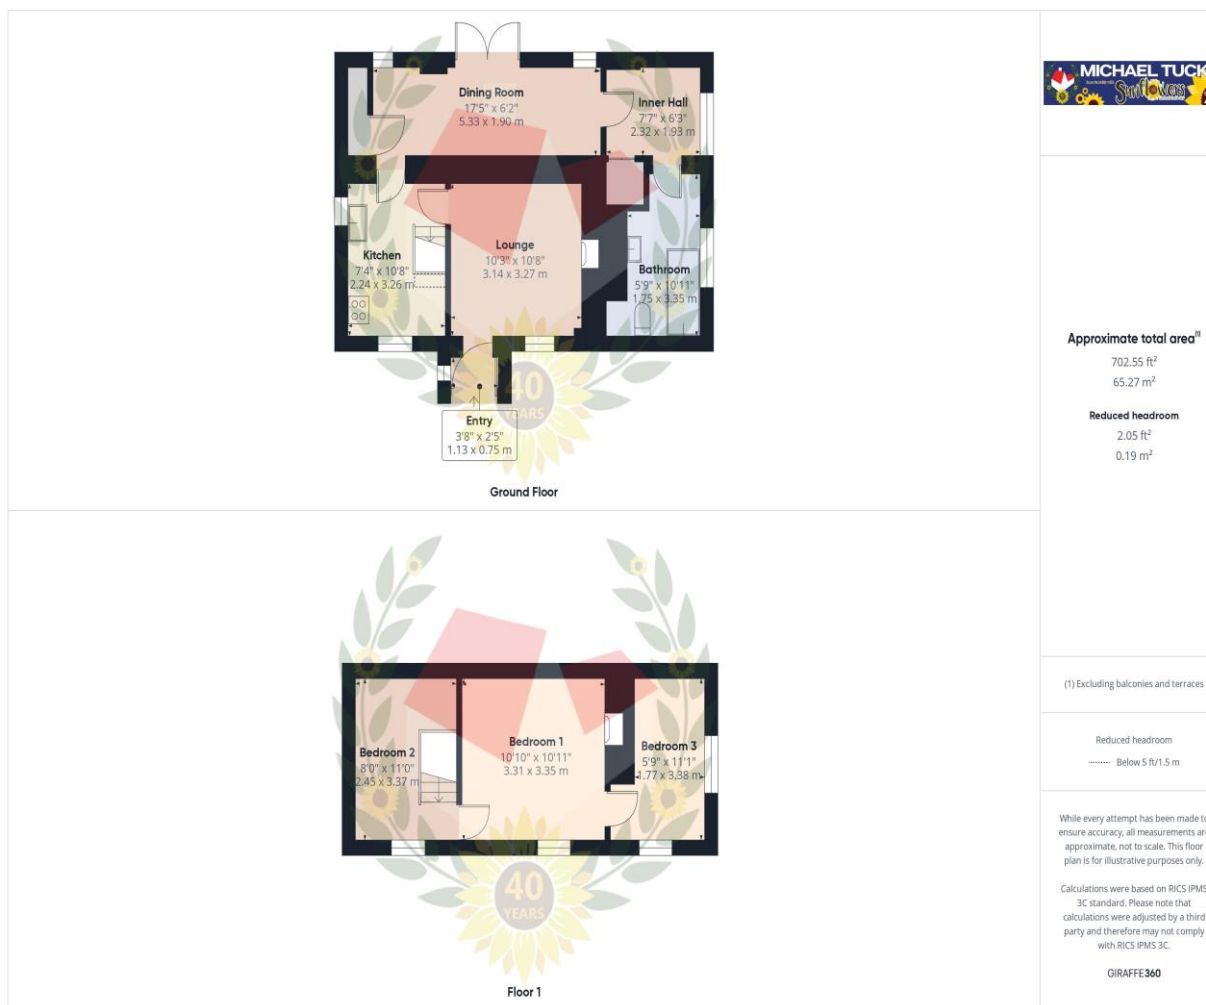 Dining Room
17'5" x 6'2"
5.33 x 1.90 m
Inner Hall
7'7" x 6'3"
2.32 x 1.93 m
Kitchen
7'4" x 10'8"
2.24 x 3.26 m
Lounge
10'3" x 10'8"
3.14 x 3.27 m
Bathroom
5'9" x 10'11"
1.75 x 3.35 m
40
YEARS
Entry
3'8" x 2'5"
1.13 x 0.75 m
Ground Floor
Bedroom 2
8'0" x 11'0"
2.45 x 3.37 m
Bedroom 1
10'10" x 10'11"
3.31 x 3.35 m
Bedroom 3
5'9" x 11'1"
1.77 x 3.38 m
40
YEARS
Floor 1
MICHAEL TUCK
Sunflowers
Approximate total area(1)
702.55 ft²
65.27 m²
Reduced headroom
2.05 ft²
0.19 m²
(1) Excluding balconies and terraces
Reduced headroom
Below 5 ft/1.5 m
While every attempt has been made to
ensure accuracy, all measurements are
approximate, not to scale. This floor
plan is for illustrative purposes only.
Calculations were based on RICS IPMS
3C standard. Please note that
calculations were adjusted by a third
party and therefore may not comply
with RICS IPMS 3C.
GIRAFFE360